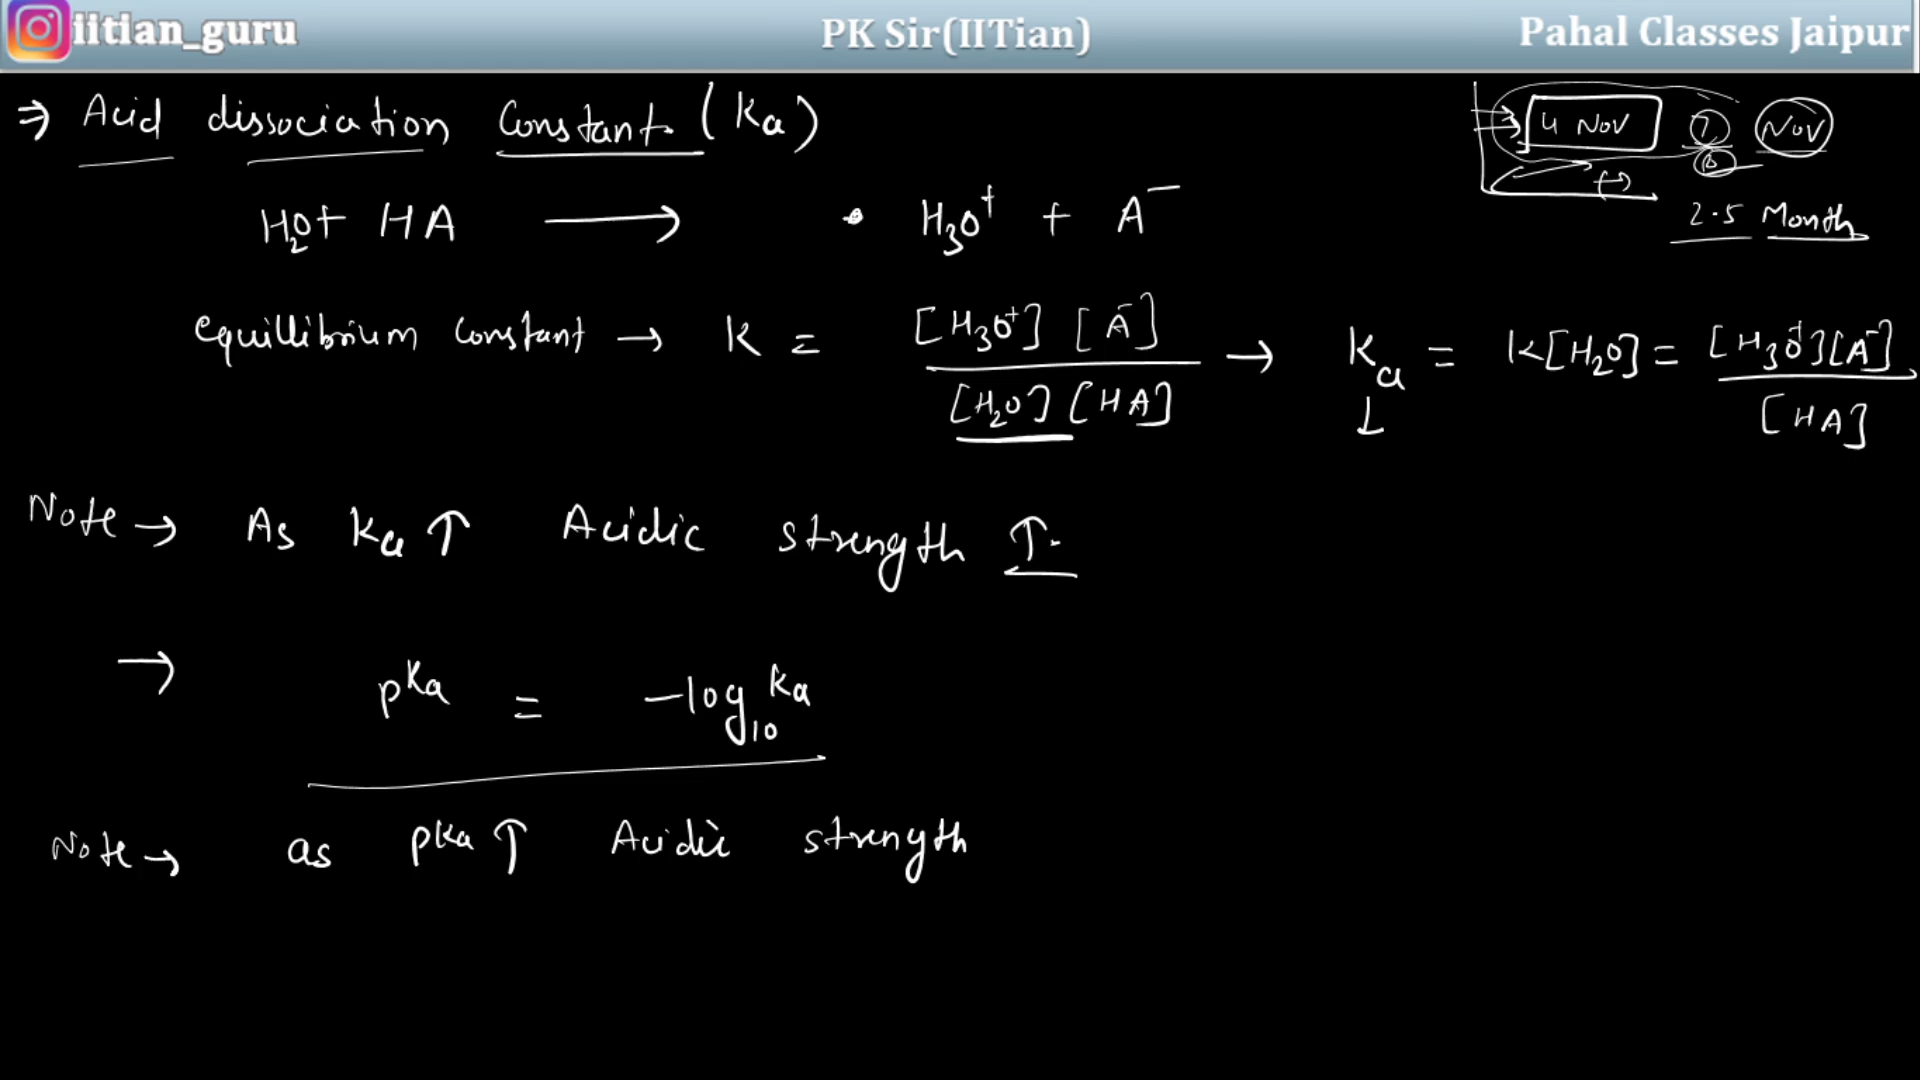 iitian_guru PK Sir(IITian) Pahal Classes Jaipur
⇒ Acid dissociation Constant (Ka)
4 Nov 7 Nov
10
2.5 Month
H₂O + HA ⟶ H₃O⁺ + A⁻
equillibrium constant → K = [H₃O⁺] [A⁻] / [H₂O] [HA] → Ka = K[H₂O] = [H₃O⁺][A⁻] / [HA]
↓
Note → As Ka ↑ Acidic strength ↑.
→ pKa = -log₁₀ Ka
Note → as pKa ↑ Acidic strength